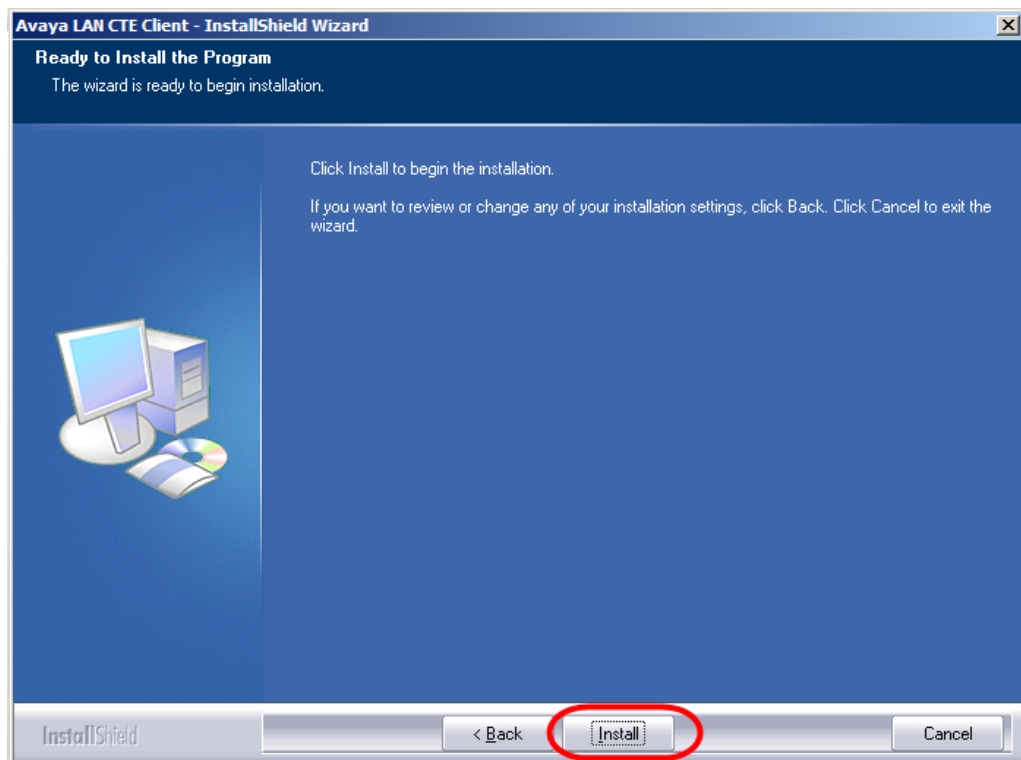 Avaya LAN CTE Client - InstallShield Wizard
Ready to Install the Program
The wizard is ready to begin installation.
Click Install to begin the installation.
If you want to review or change any of your installation settings, click Back. Click Cancel to exit the
wizard.
InstallShield
< Back
Install
Cancel